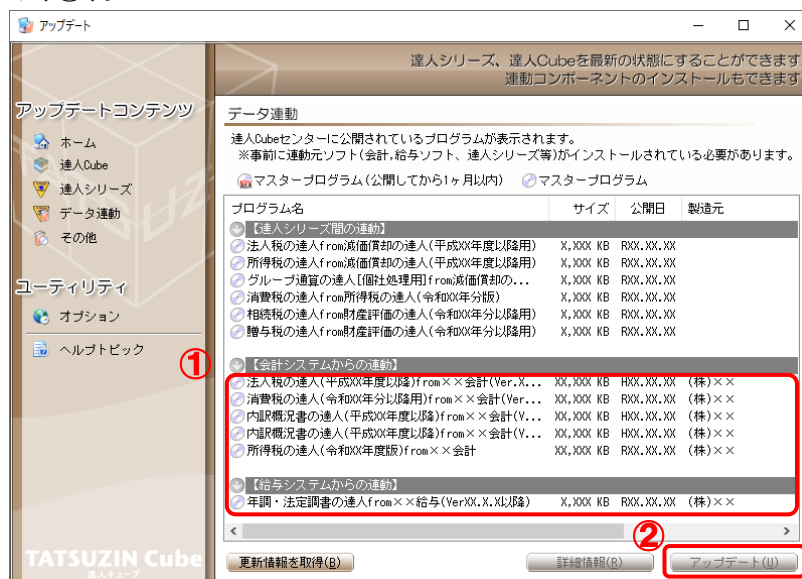 アップデート
達人シリーズ、達人Cubeを最新の状態にすることができます
連動コンポーネントのインストールもできます
アップデートコンテンツ
ホーム
達人Cube
達人シリーズ
データ連動
その他
ユーティリティ
オプション
ヘルプトピック
データ連動
達人Cubeセンターに公開されているプログラムが表示されます。
※事前に連動元ソフト(会計,給与ソフト、達人シリーズ等)がインストールされている必要があります。
マスタープログラム(公開してから1ヶ月以内) マスタープログラム
プログラム名 サイズ 公開日 製造元
【達人シリーズ間の連動】
法人税の達人from減価償却の達人(平成XX年度以降用) X,XXX KB RXX.XX.XX
所得税の達人from減価償却の達人(平成XX年度以降用) X,XXX KB RXX.XX.XX
グループ通算の達人[個社処理用]from減価償却の... X,XXX KB RXX.XX.XX
消費税の達人from所得税の達人(令和XX年分版) X,XXX KB RXX.XX.XX
相続税の達人from財産評価の達人(令和XX年分以降用) X,XXX KB RXX.XX.XX
贈与税の達人from財産評価の達人(令和XX年分以降用) X,XXX KB RXX.XX.XX
①
【会計システムからの連動】
法人税の達人(平成XX年度以降)from××会計(Ver.X... XX,XXX KB HXX.XX.XX (株)××
消費税の達人(令和XX年分以降用)from××会計(Ver... XX,XXX KB RXX.XX.XX (株)××
内訳概況書の達人(平成XX年度以降)from××会計(V... XX,XXX KB HXX.XX.XX (株)××
内訳概況書の達人(平成XX年度以降)from××会計(V... XX,XXX KB HXX.XX.XX (株)××
所得税の達人(令和XX年度版)from××会計 XX,XXX KB RXX.XX.XX (株)××
【給与システムからの連動】
年調・法定調書の達人from××給与(VerXX.X.X以降) X,XXX KB RXX.XX.XX (株)××
②
更新情報を取得(B) 詳細情報(R) アップデート(U)
TATSUZIN Cube
達人キューブ